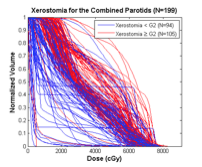 Xerostomia for the Combined Parotids (N=199)
Xerostomia < G2 (N=94)
Xerostomia ≥ G2 (N=105)
Normalized Volume
1
0.9
0.8
0.7
0.6
0.5
0.4
0.3
0.2
0.1
0
0 2000 4000 6000 8000
Dose (cGy)